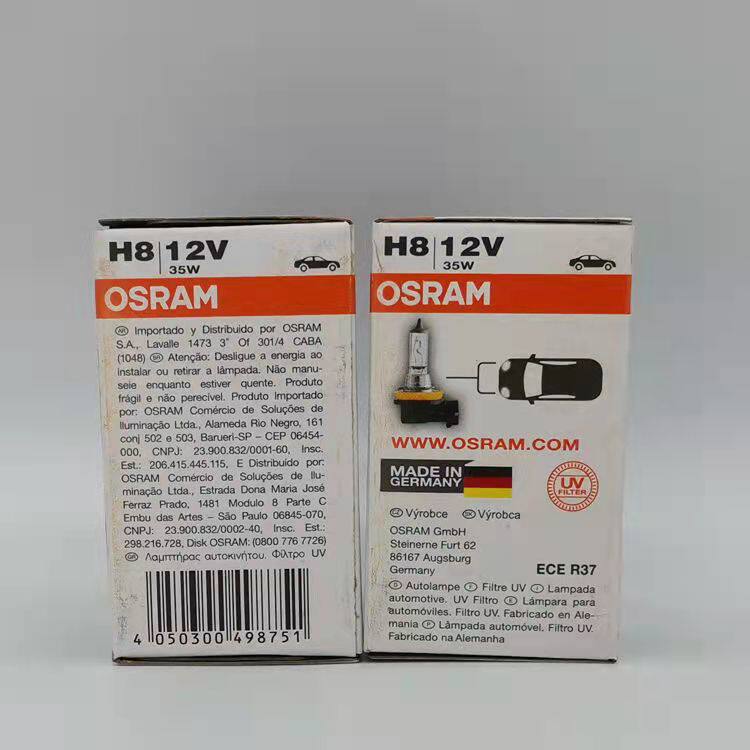 H8 12V
35W
OSRAM
AR Importado y Distribuido por OSRAM
S.A., Lavalle 1473 3° Of 301/4 CABA
(1048) BR Atenção: Desligue a energia ao
instalar ou retirar a lâmpada. Não manu-
seie enquanto estiver quente. Produto
frágil e não perecível. Produto Importado
por: OSRAM Comércio de Soluções de
Iluminação Ltda., Alameda Rio Negro, 161
conj 502 e 503, Barueri-SP – CEP 06454-
000, CNPJ: 23.900.832/0001-60, Insc.
Est.: 206.415.445.115, E Distribuido por:
OSRAM Comércio de Soluções de Ilu-
minação Ltda., Estrada Dona Maria José
Ferraz Prado, 1481 Modulo 8 Parte C
Embu das Artes – São Paulo 06845-070,
CNPJ: 23.900.832/0002-40, Insc. Est.:
298.216.728, Disk OSRAM: (0800 776 7726)
GR Λαμπτήρας αυτοκινήτου. Φίλτρο UV
4 050300 498751
H8 12V
35W
OSRAM
WWW.OSRAM.COM
MADE IN
GERMANY
UV
FILTER
CZ Výrobce SK Výrobca
OSRAM GmbH
Steinerne Furt 62
86167 Augsburg
Germany
ECE R37
D Autolampe F Filtre UV I Lampada
automotive. UV Filtro E Lámpara para
automóviles. Filtro UV. Fabricado en Ale-
mania P Lâmpada automóvel. Filtro UV.
Fabricado na Alemanha